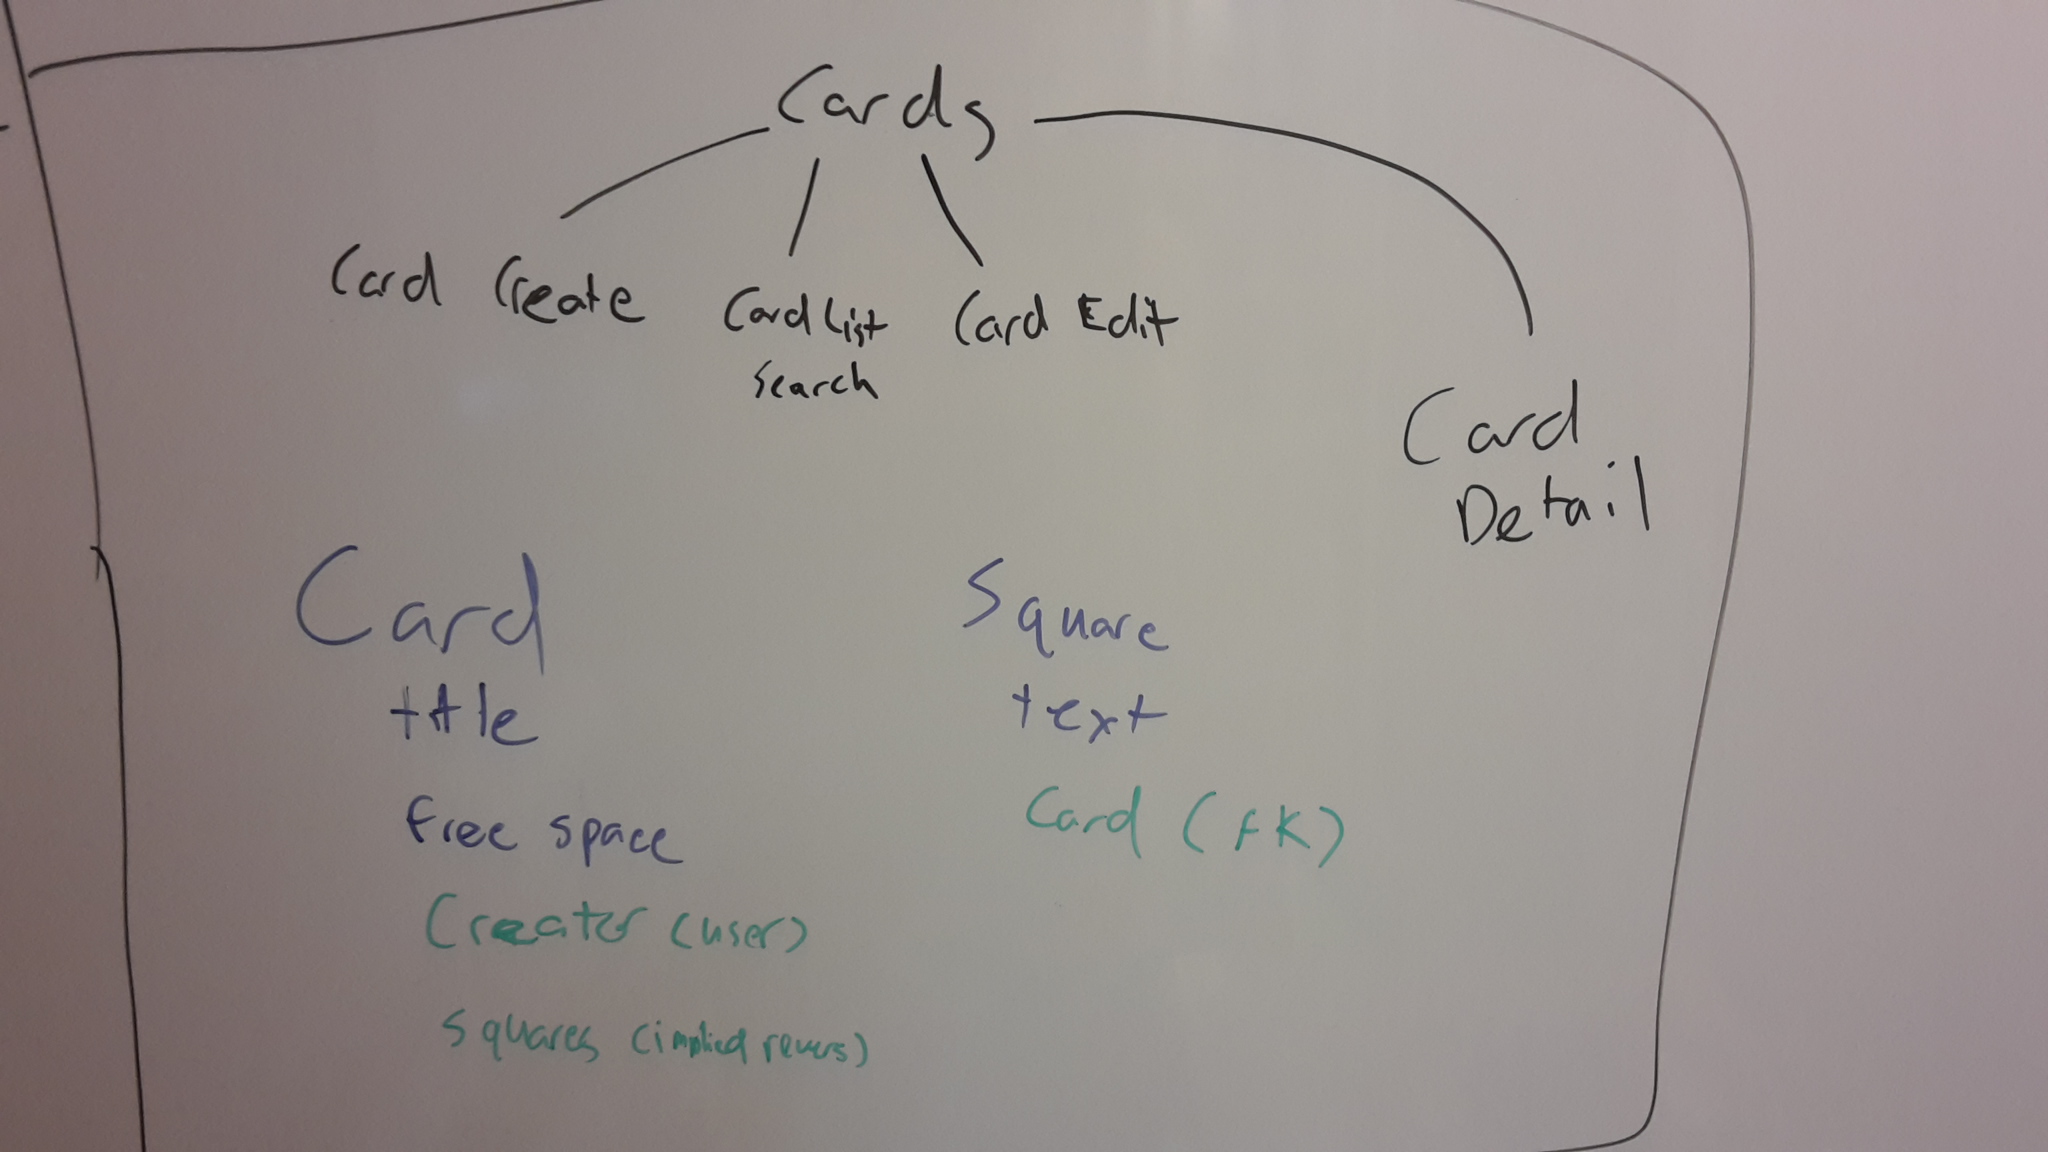 Cards
Card Create
Card List
Search
Card Edit
Card
Detail
Card
title
free space
Creator (user)
squares (implied revers)
Square
text
Card (FK)